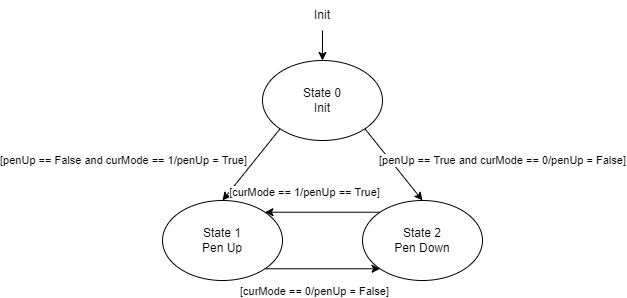 Init
State 0
Init
[penUp == False and curMode == 1/penUp = True]
[penUp == True and curMode == 0/penUp = False]
[curMode == 1/penUp == True]
State 1
Pen Up
State 2
Pen Down
[curMode == 0/penUp = False]